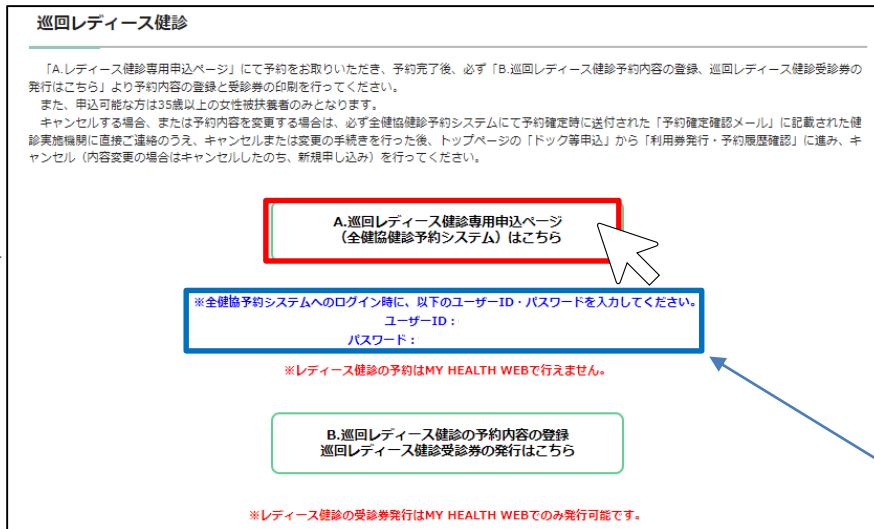 巡回レディース健診
「A.レディース健診専用申込ページ」にて予約をお取りいただき、予約完了後、必ず「B.巡回レディース健診予約内容の登録、巡回レディース健診受診券の
発行はこちら」より予約内容の登録と受診券の印刷を行ってください。
また、申込可能な方は35歳以上の女性被扶養者のみとなります。
キャンセルする場合、または予約内容を変更する場合は、必ず全健協健診予約システムにて予約確定時に送付された「予約確認メール」に記載された健
診実施機関に直接ご連絡のうえ、キャンセルまたは変更の手続きを行った後、トップページの「ドック等申込」から「利用券発行・予約履歴確認」に進み、キ
ャンセル（内容変更の場合はキャンセルしたのち、新規申し込み）を行ってください。
A.巡回レディース健診専用申込ページ
（全健協健診予約システム）はこちら
※全健協予約システムへのログイン時に、以下のユーザーID・パスワードを入力してください。
ユーザーID：
パスワード：
※レディース健診の予約はMY HEALTH WEBで行えません。
B.巡回レディース健診の予約内容の登録
巡回レディース健診受診券の発行はこちら
※レディース健診の受診券発行はMY HEALTH WEBでのみ発行可能です。